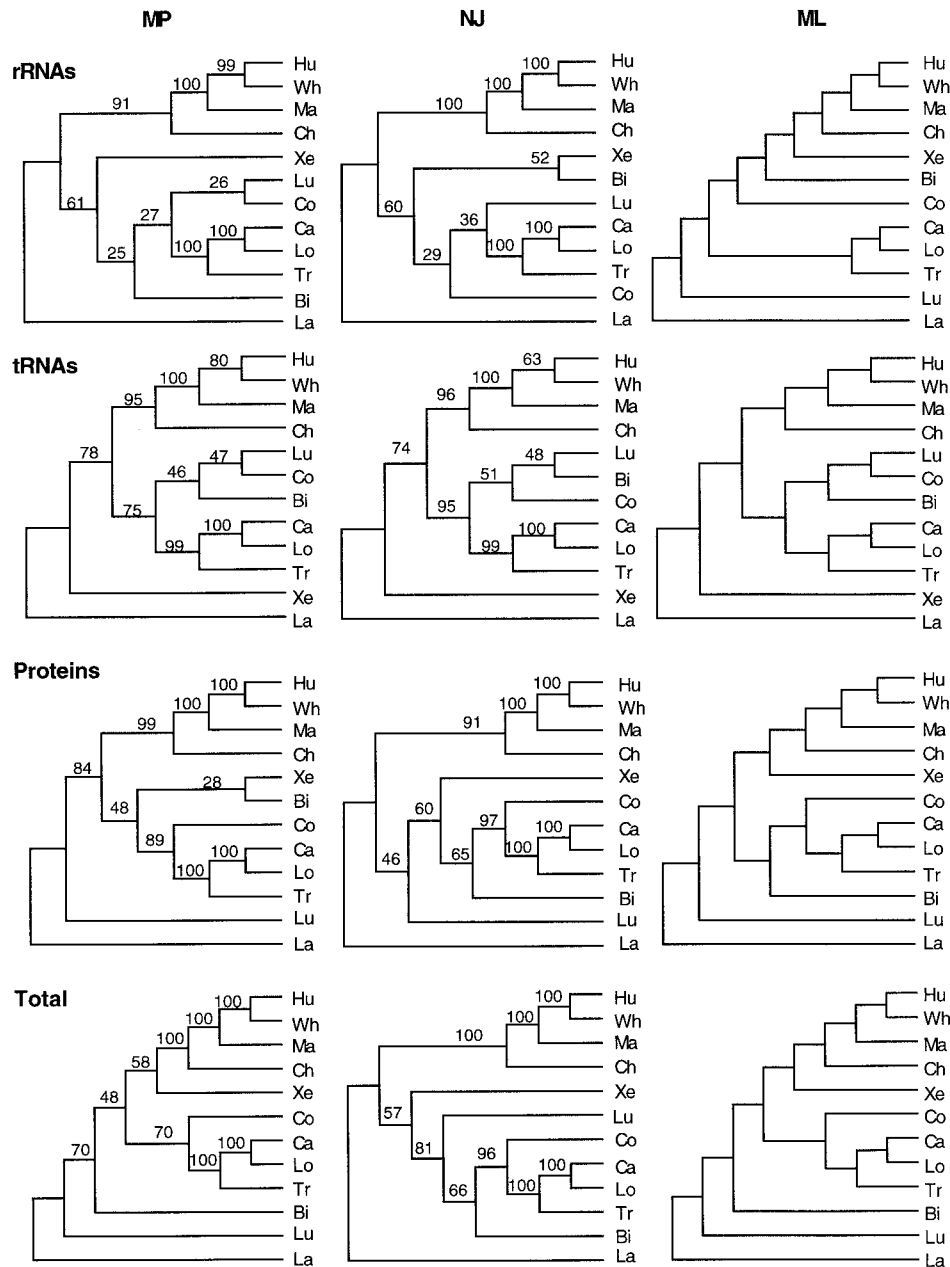 MP NJ ML
rRNAs
99 Hu 100 Hu Hu
100 Wh 100 Wh Wh
91 Ma 100 Ma Ma
Ch Ch Ch
Xe 52 Xe Xe
61 26 Lu 60 Bi Bi
27 Co 36 Lu Co
100 100 Ca 100 100 Ca Ca
25 Lo 29 Lo Lo
Tr Tr Tr
Bi Co Lu
La La La
tRNAs
80 Hu 63 Hu Hu
100 Wh 100 Wh Wh
95 Ma 96 Ma Ma
Ch Ch Ch
78 47 Lu 74 48 Lu Lu
46 Co 51 Bi Co
75 Bi 95 Co Bi
100 Ca 100 Ca Ca
99 Lo 99 Lo Lo
Tr Tr Tr
Xe Xe Xe
La La La
Proteins
100 Hu 100 Hu Hu
100 Wh 100 Wh Wh
99 Ma 91 Ma Ma
Ch Ch Ch
84 28 Xe Xe Xe
48 Bi 60 Co Co
89 Co 97 100 Ca Ca
100 100 Ca 46 65 100 Lo Lo
Lo Tr Tr
Tr Bi Bi
Lu Lu Lu
La La La
Total
100 Hu 100 Hu Hu
100 Wh 100 Wh Wh
100 Ma 100 Ma Ma
58 Ch Ch Ch
48 Xe 57 Xe Xe
70 Co 81 Lu Co
70 100 100 Ca 96 Co Ca
Lo 66 100 100 Ca Lo
Tr Lo Tr
Bi Tr Bi
Lu Bi Lu
La La La